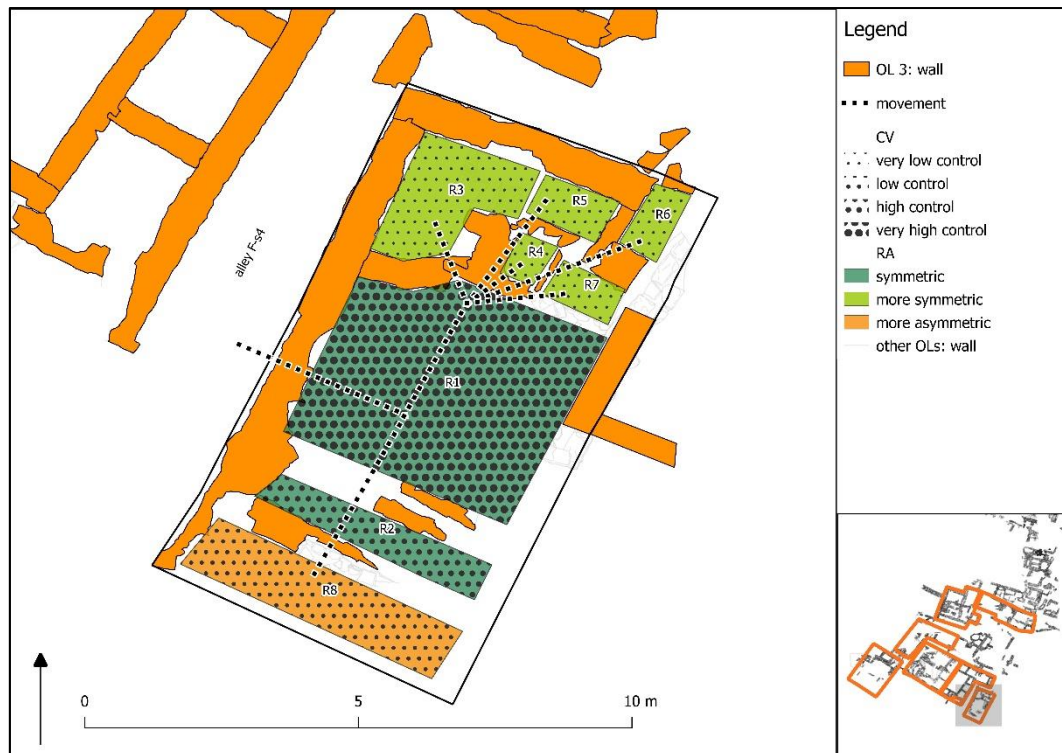 Legend
OL 3: wall
movement
CV
very low control
low control
high control
very high control
RA
symmetric
more symmetric
more asymmetric
other OLs: wall
R3
R5
R6
R4
R7
alley F-s4
R1
R2
R8
0 5 10 m